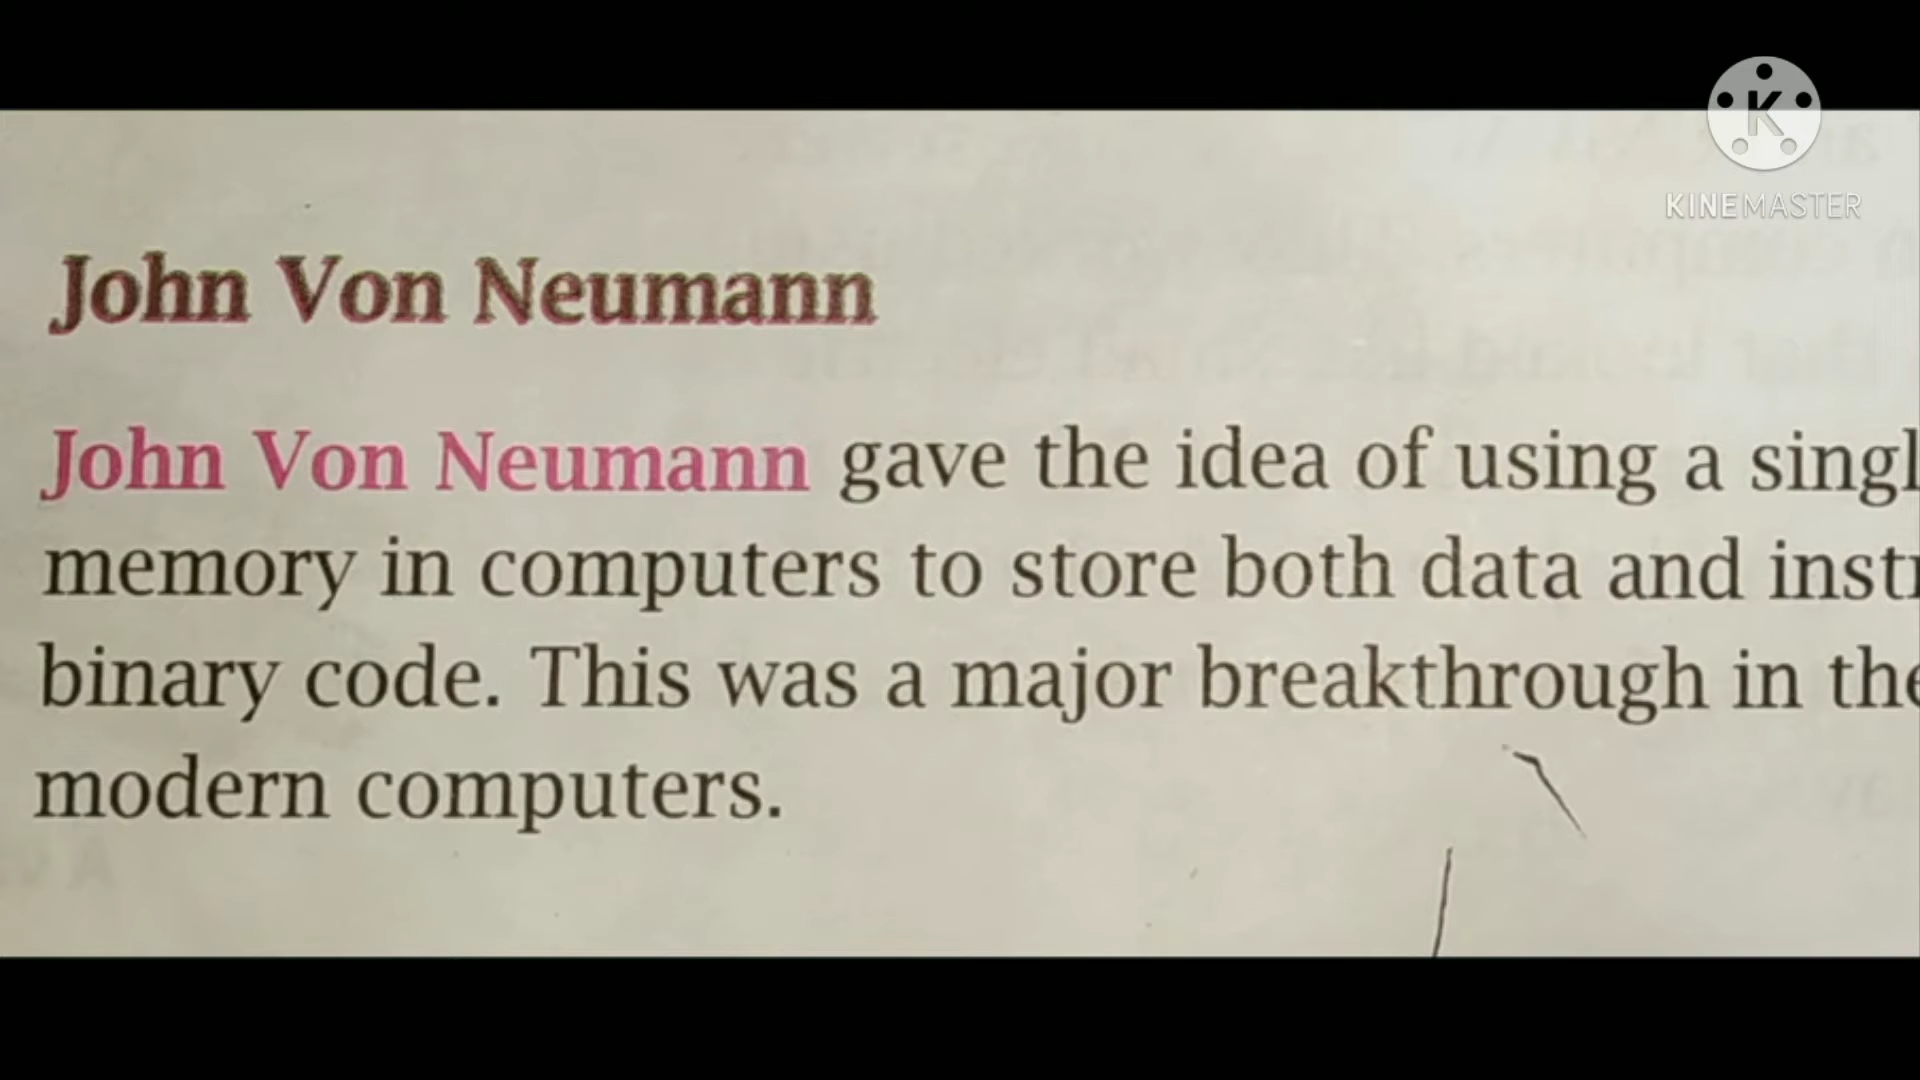 K
KINEMASTER
John Von Neumann
John Von Neumann gave the idea of using a singl
memory in computers to store both data and instr
binary code. This was a major breakthrough in the
modern computers.